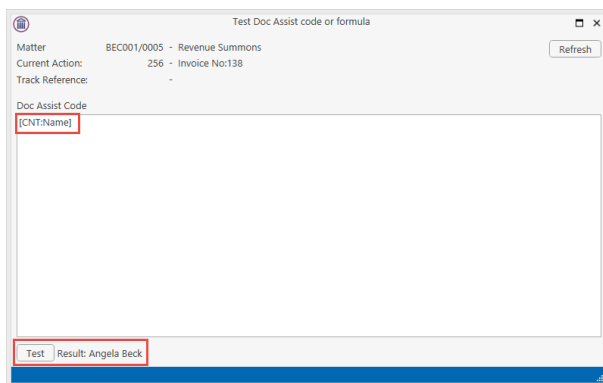 Test Doc Assist code or formula
Matter BEC001/0005 - Revenue Summons Refresh
Current Action: 256 - Invoice No:138
Track Reference: -
Doc Assist Code
[CNT:Name]
Test Result: Angela Beck